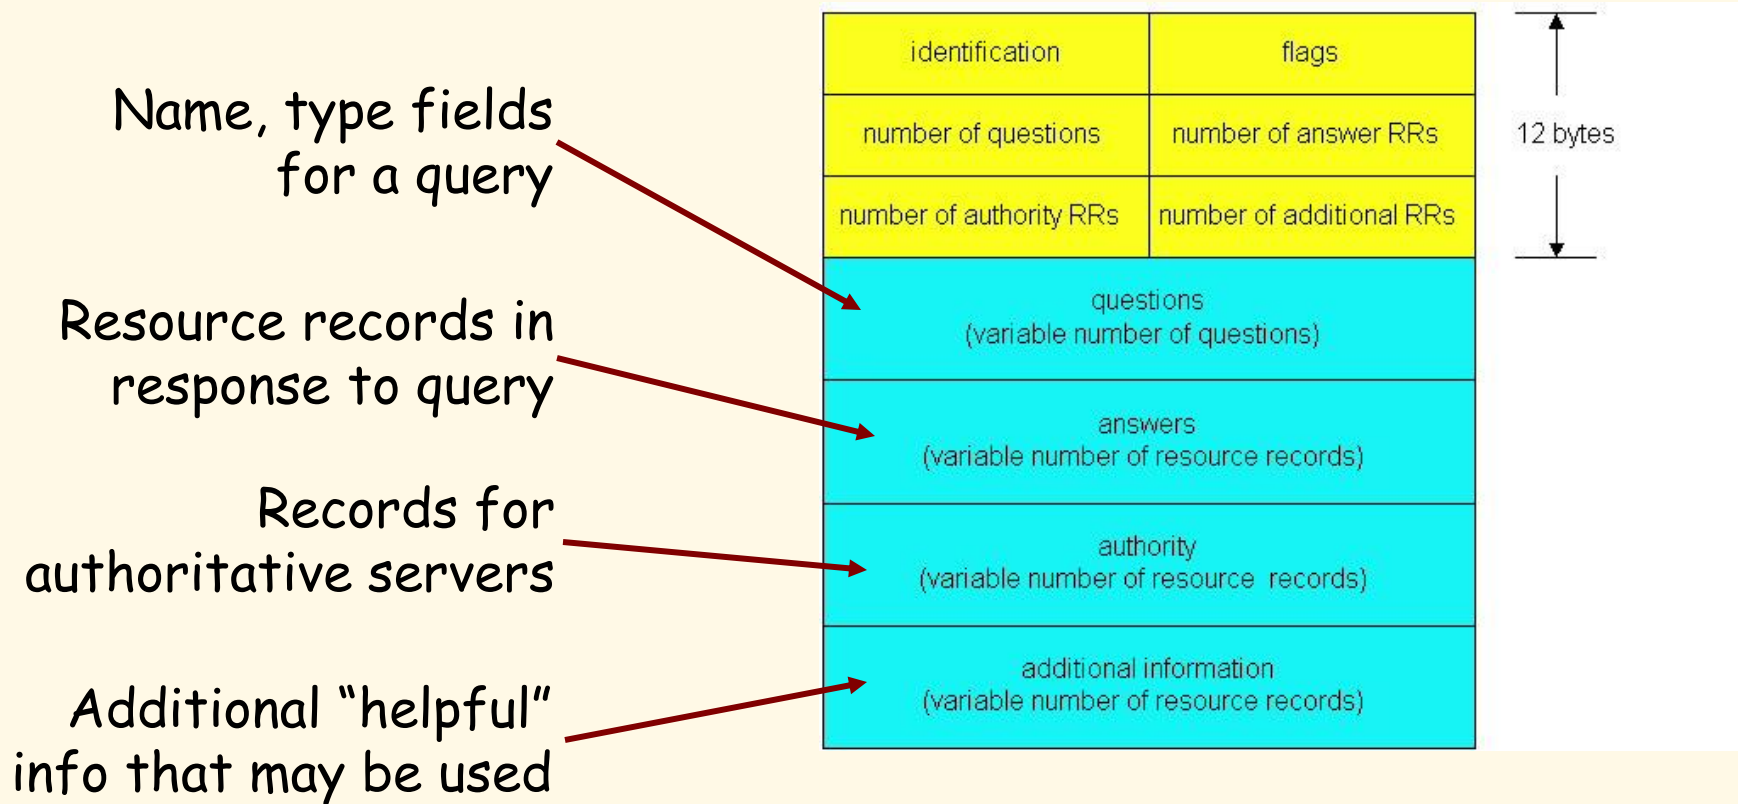 Name, type fields
for a query
Resource records in
response to query
Records for
authoritative servers
Additional “helpful”
info that may be used
identification
flags
number of questions
number of answer RRs
number of authority RRs
number of additional RRs
12 bytes
questions
(variable number of questions)
answers
(variable number of resource records)
authority
(variable number of resource records)
additional information
(variable number of resource records)